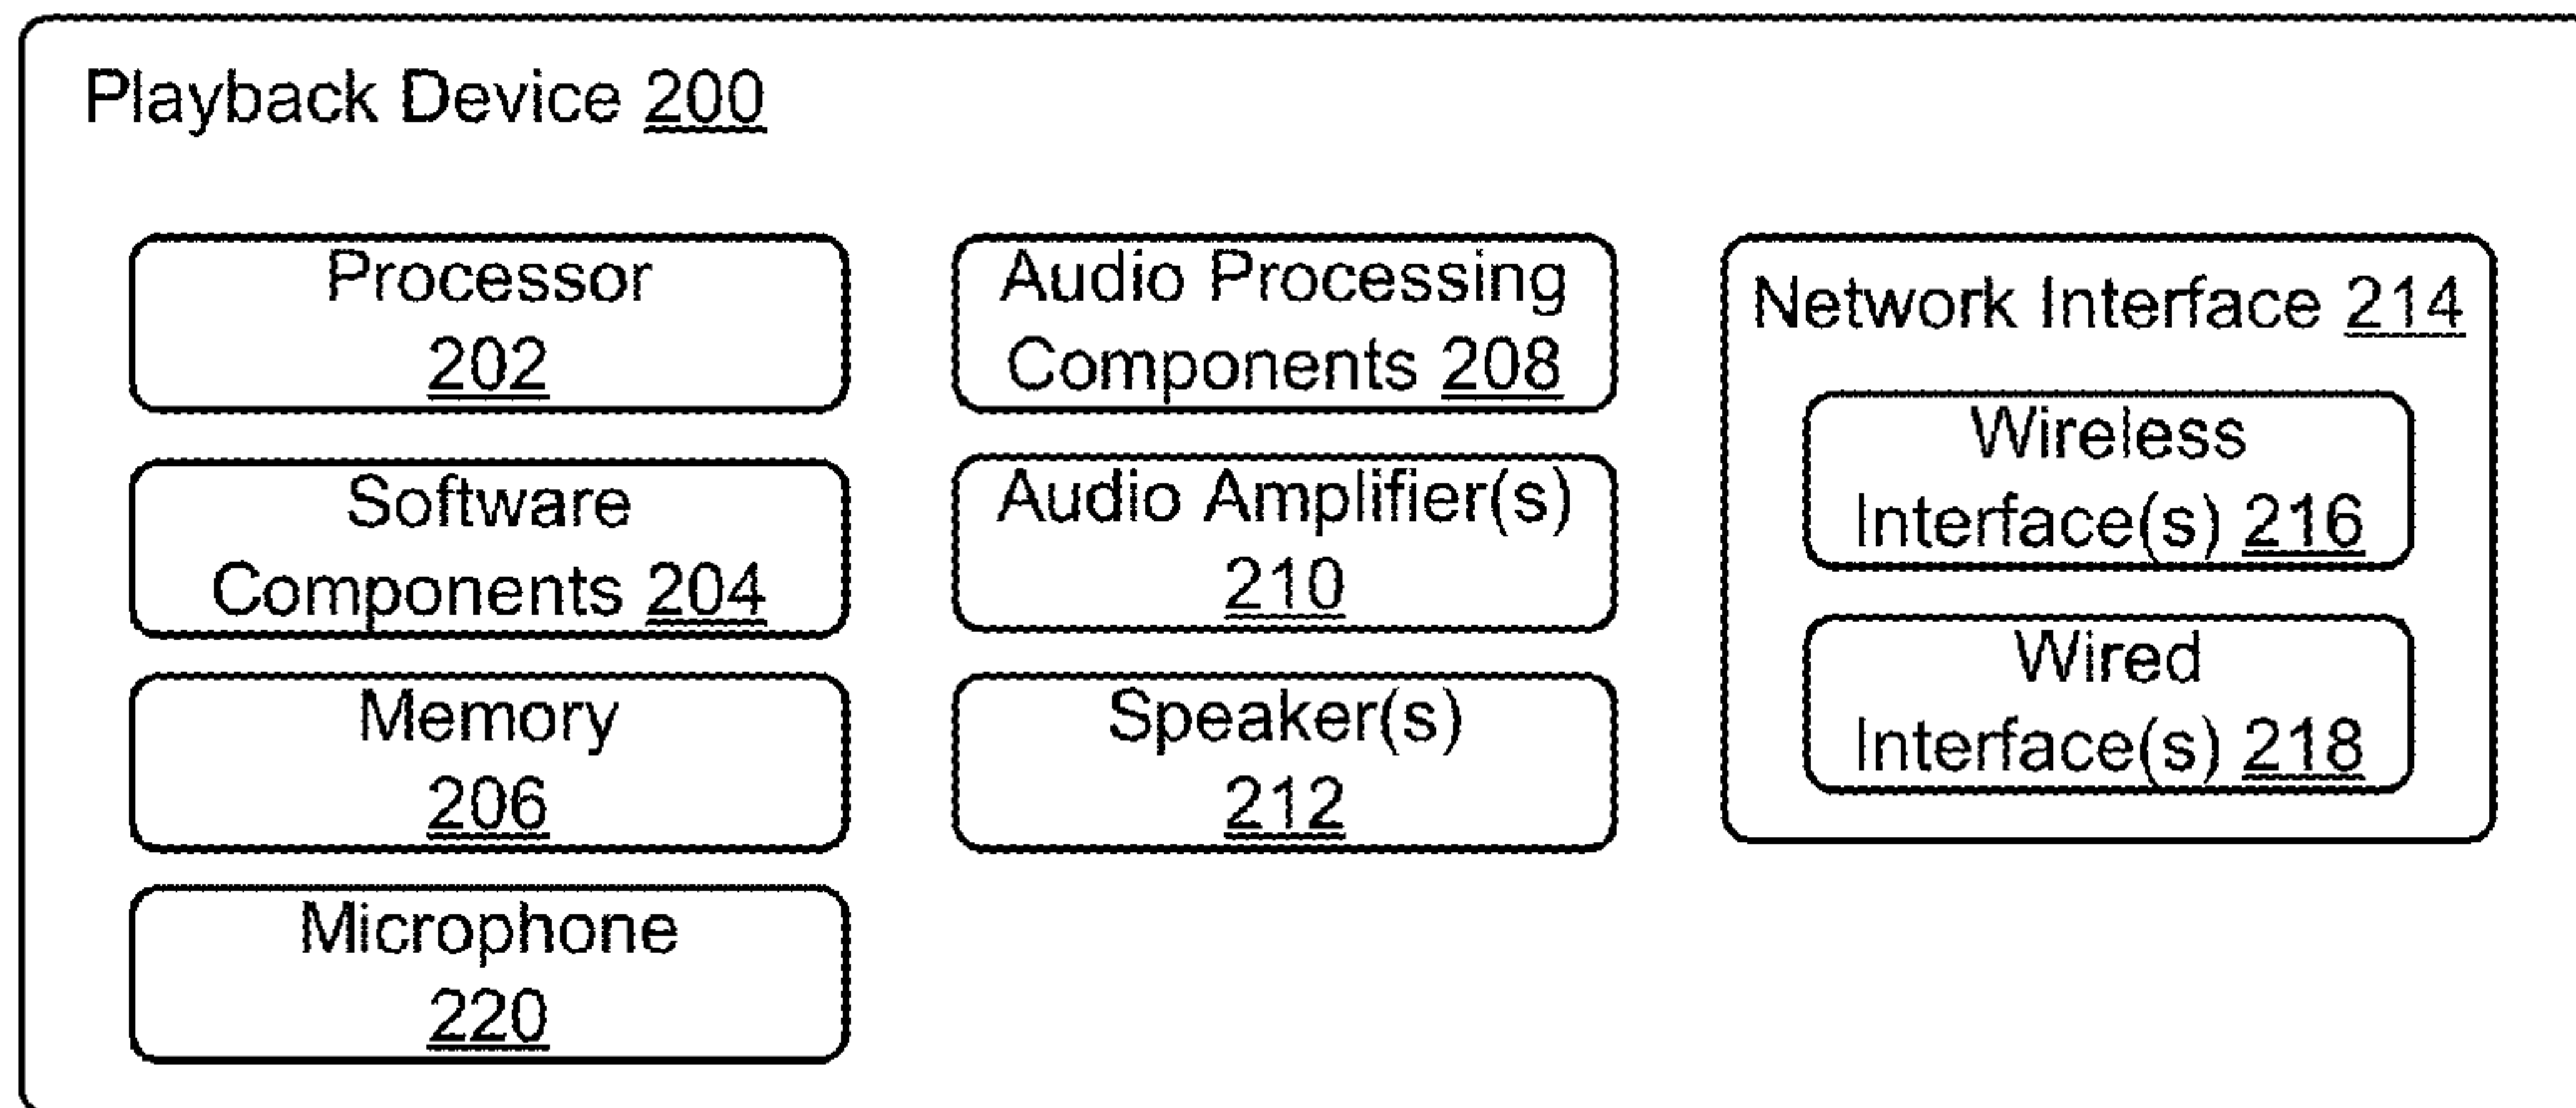 Playback Device 200
Processor
202
Software
Components 204
Memory
206
Microphone
220
Audio Processing
Components 208
Audio Amplifier(s)
210
Speaker(s)
212
Network Interface 214
Wireless
Interface(s) 216
Wired
Interface(s) 218